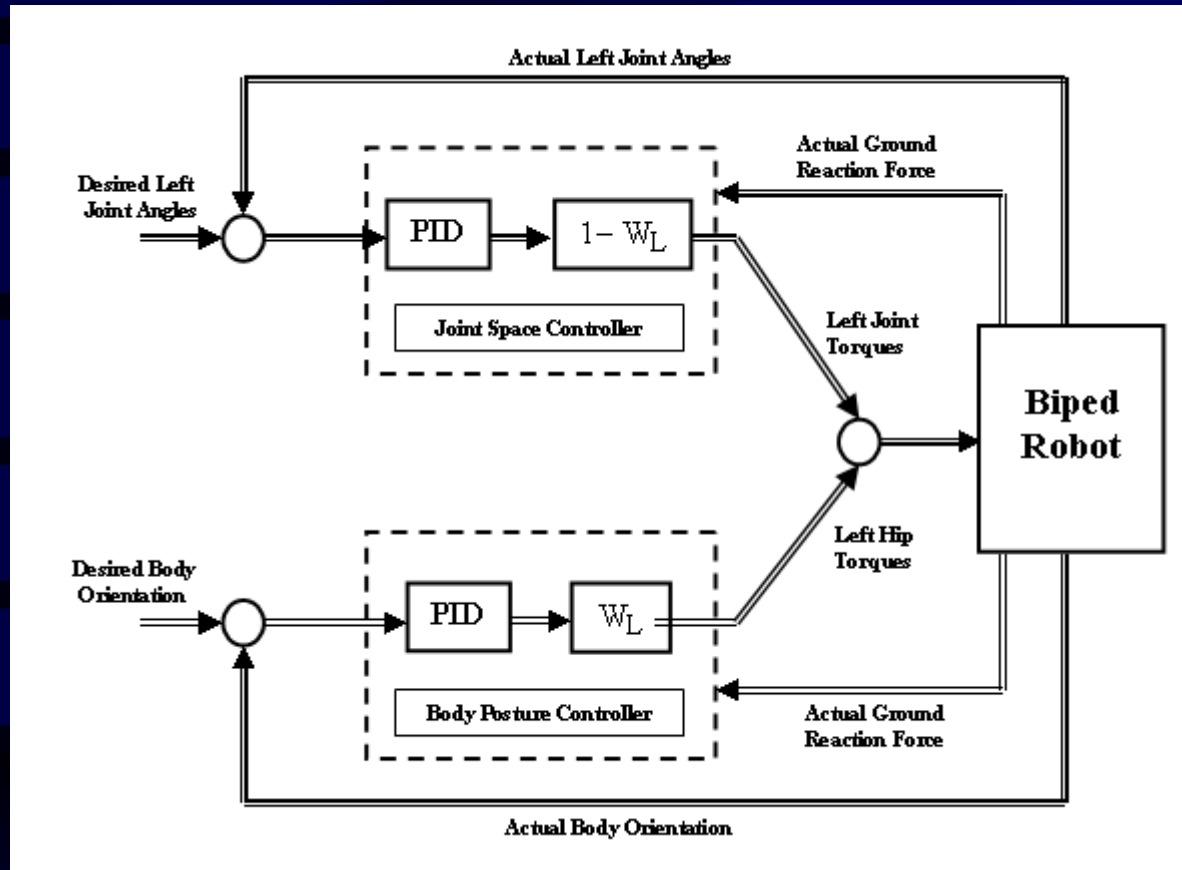 Actual Left Joint Angles
Actual Ground
Reaction Force
Desired Left
Joint Angles
PID
1- W_L
Joint Space Controller
Left Joint
Torques
Biped
Robot
Left Hip
Torques
Desired Body
Orientation
PID
W_L
Body Posture Controller
Actual Ground
Reaction Force
Actual Body Orientation